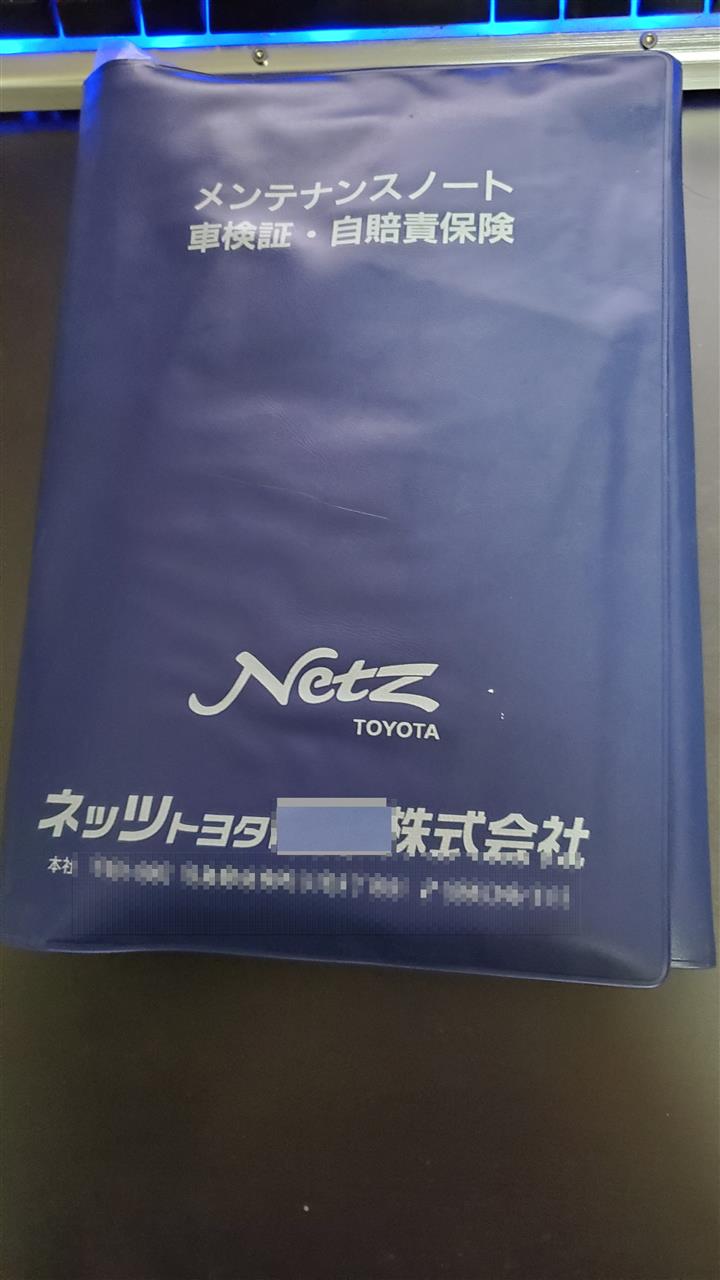 メンテナンスノート
車検証・自賠責保険
Netz
TOYOTA
ネッツトヨタ 株式会社
本社